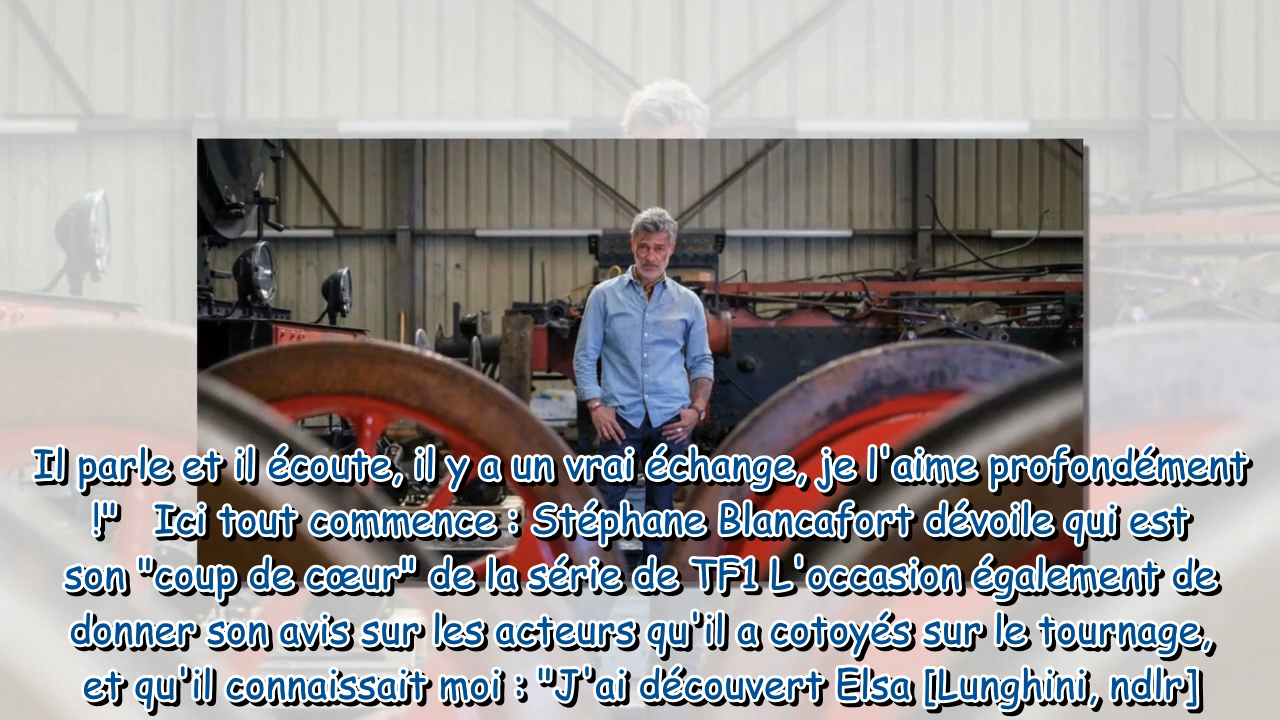 Il parle et il écoute, il y a un vrai échange, je l'aime profondément
!" Ici tout commence : Stéphane Blancafort dévoile qui est
son "coup de cœur" de la série de TF1 L'occasion également de
donner son avis sur les acteurs qu'il a cotoyés sur le tournage,
et qu'il connaissait moi : "J'ai découvert Elsa [Lunghini, ndlr]